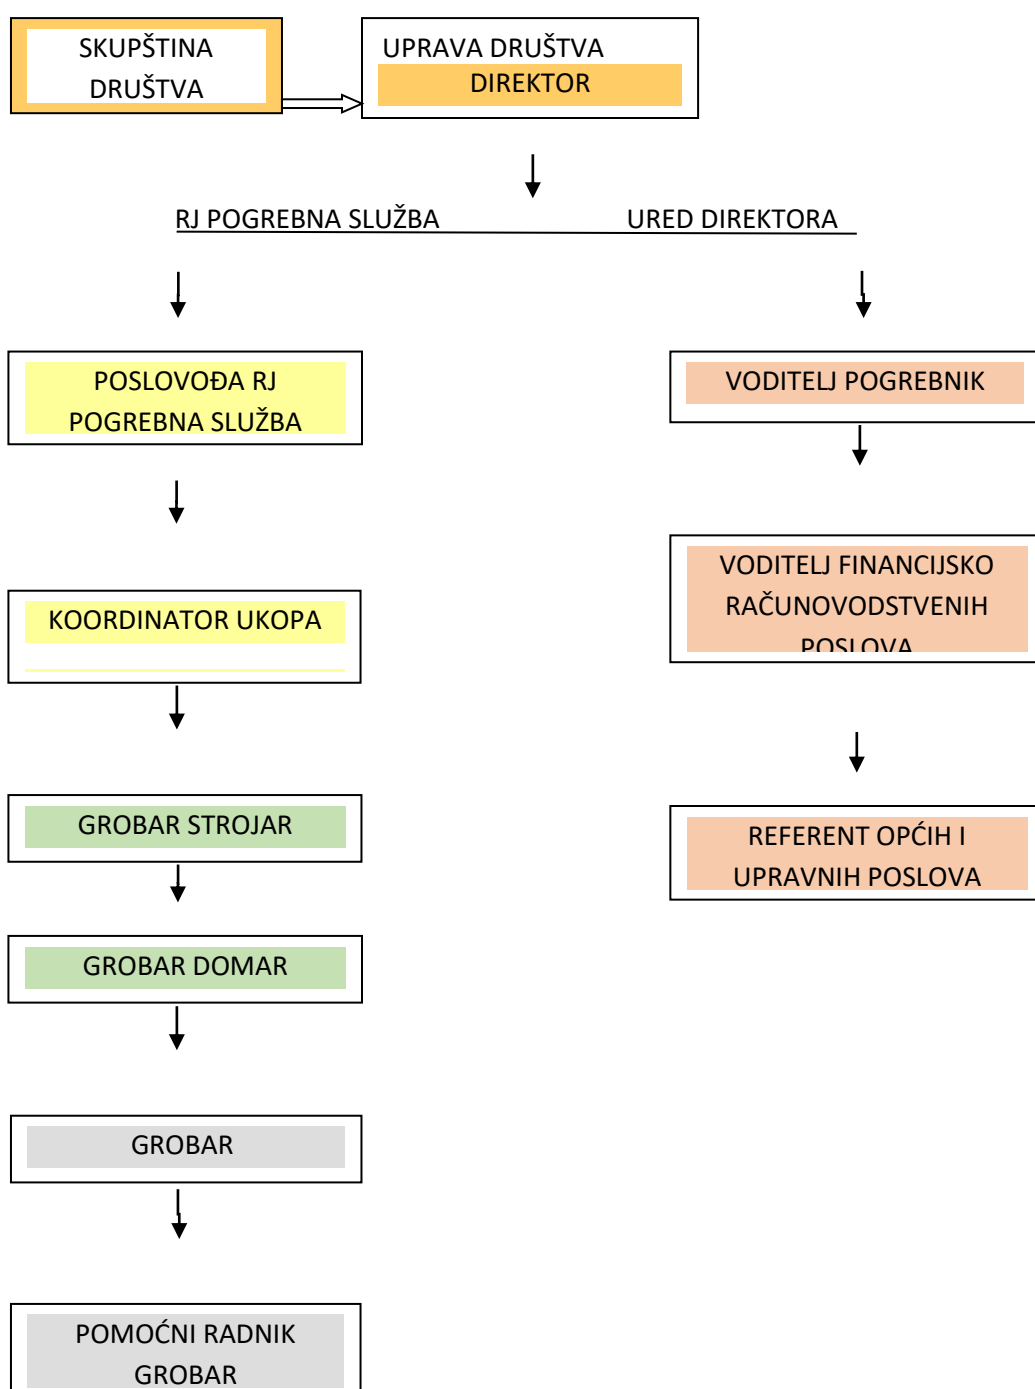 SKUPŠTINA
DRUŠTVA
UPRAVA DRUŠTVA
DIREKTOR
RJ POGREBNA SLUŽBA
URED DIREKTORA
POSLOVOĐA RJ
POGREBNA SLUŽBA
VODITELJ POGREBNIK
KOORDINATOR UKOPA
VODITELJ FINANCIJSKO
RAČUNOVODSTVENIH
POSLOVA
GROBAR STROJAR
REFERENT OPĆIH I
UPRAVNIH POSLOVA
GROBAR DOMAR
GROBAR
POMOĆNI RADNIK
GROBAR